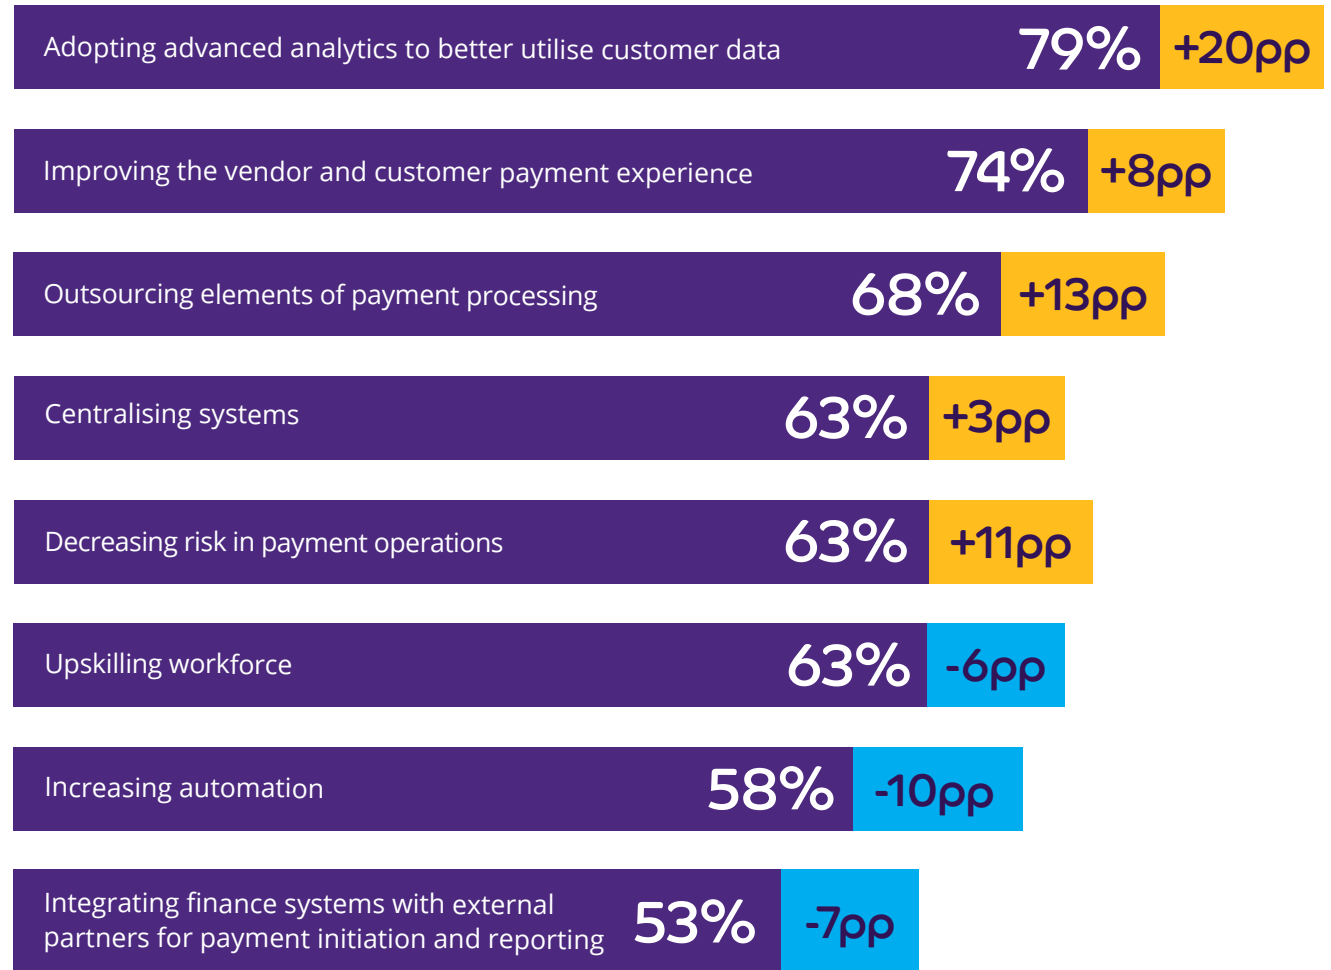 Adopting advanced analytics to better utilise customer data 79% +20pp
Improving the vendor and customer payment experience 74% +8pp
Outsourcing elements of payment processing 68% +13pp
Centralising systems 63% +3pp
Decreasing risk in payment operations 63% +11pp
Upskilling workforce 63% -6pp
Increasing automation 58% -10pp
Integrating finance systems with external
partners for payment initiation and reporting 53% -7pp